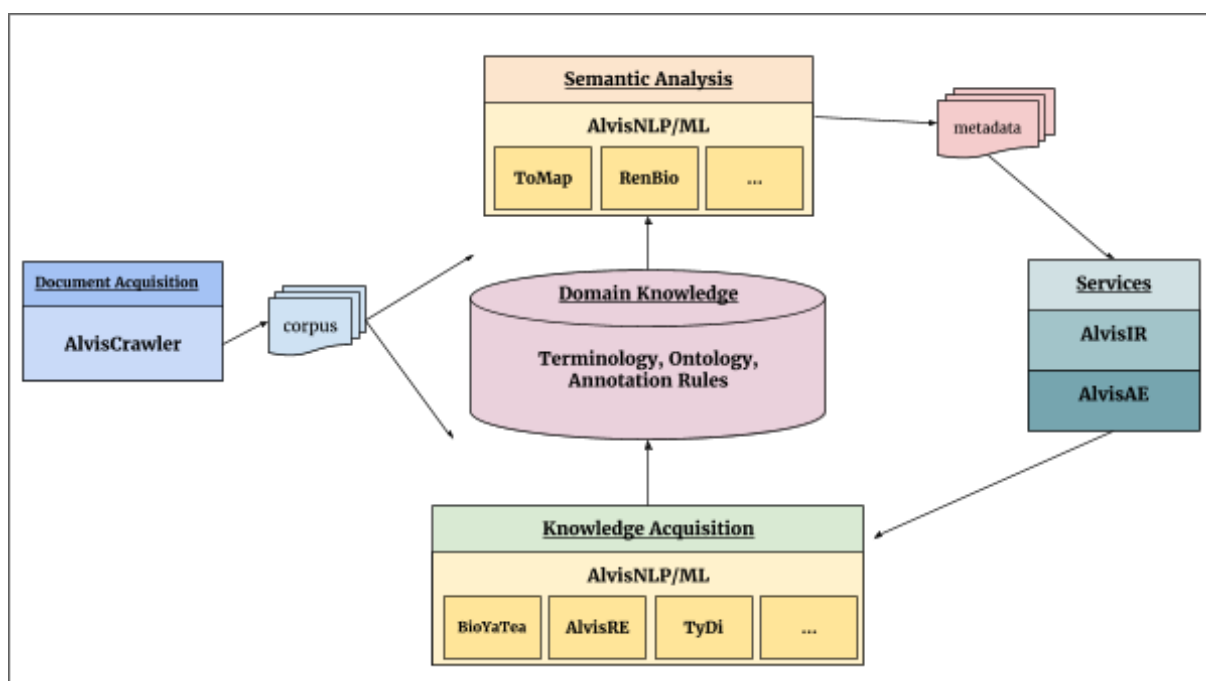 Semantic Analysis
AlvisNLP/ML
ToMap
RenBio
...
metadata
Document Acquisition
AlvisCrawler
corpus
Domain Knowledge
Terminology, Ontology,
Annotation Rules
Services
AlvisIR
AlvisAE
Knowledge Acquisition
AlvisNLP/ML
BioYaTea
AlvisRE
TyDi
...